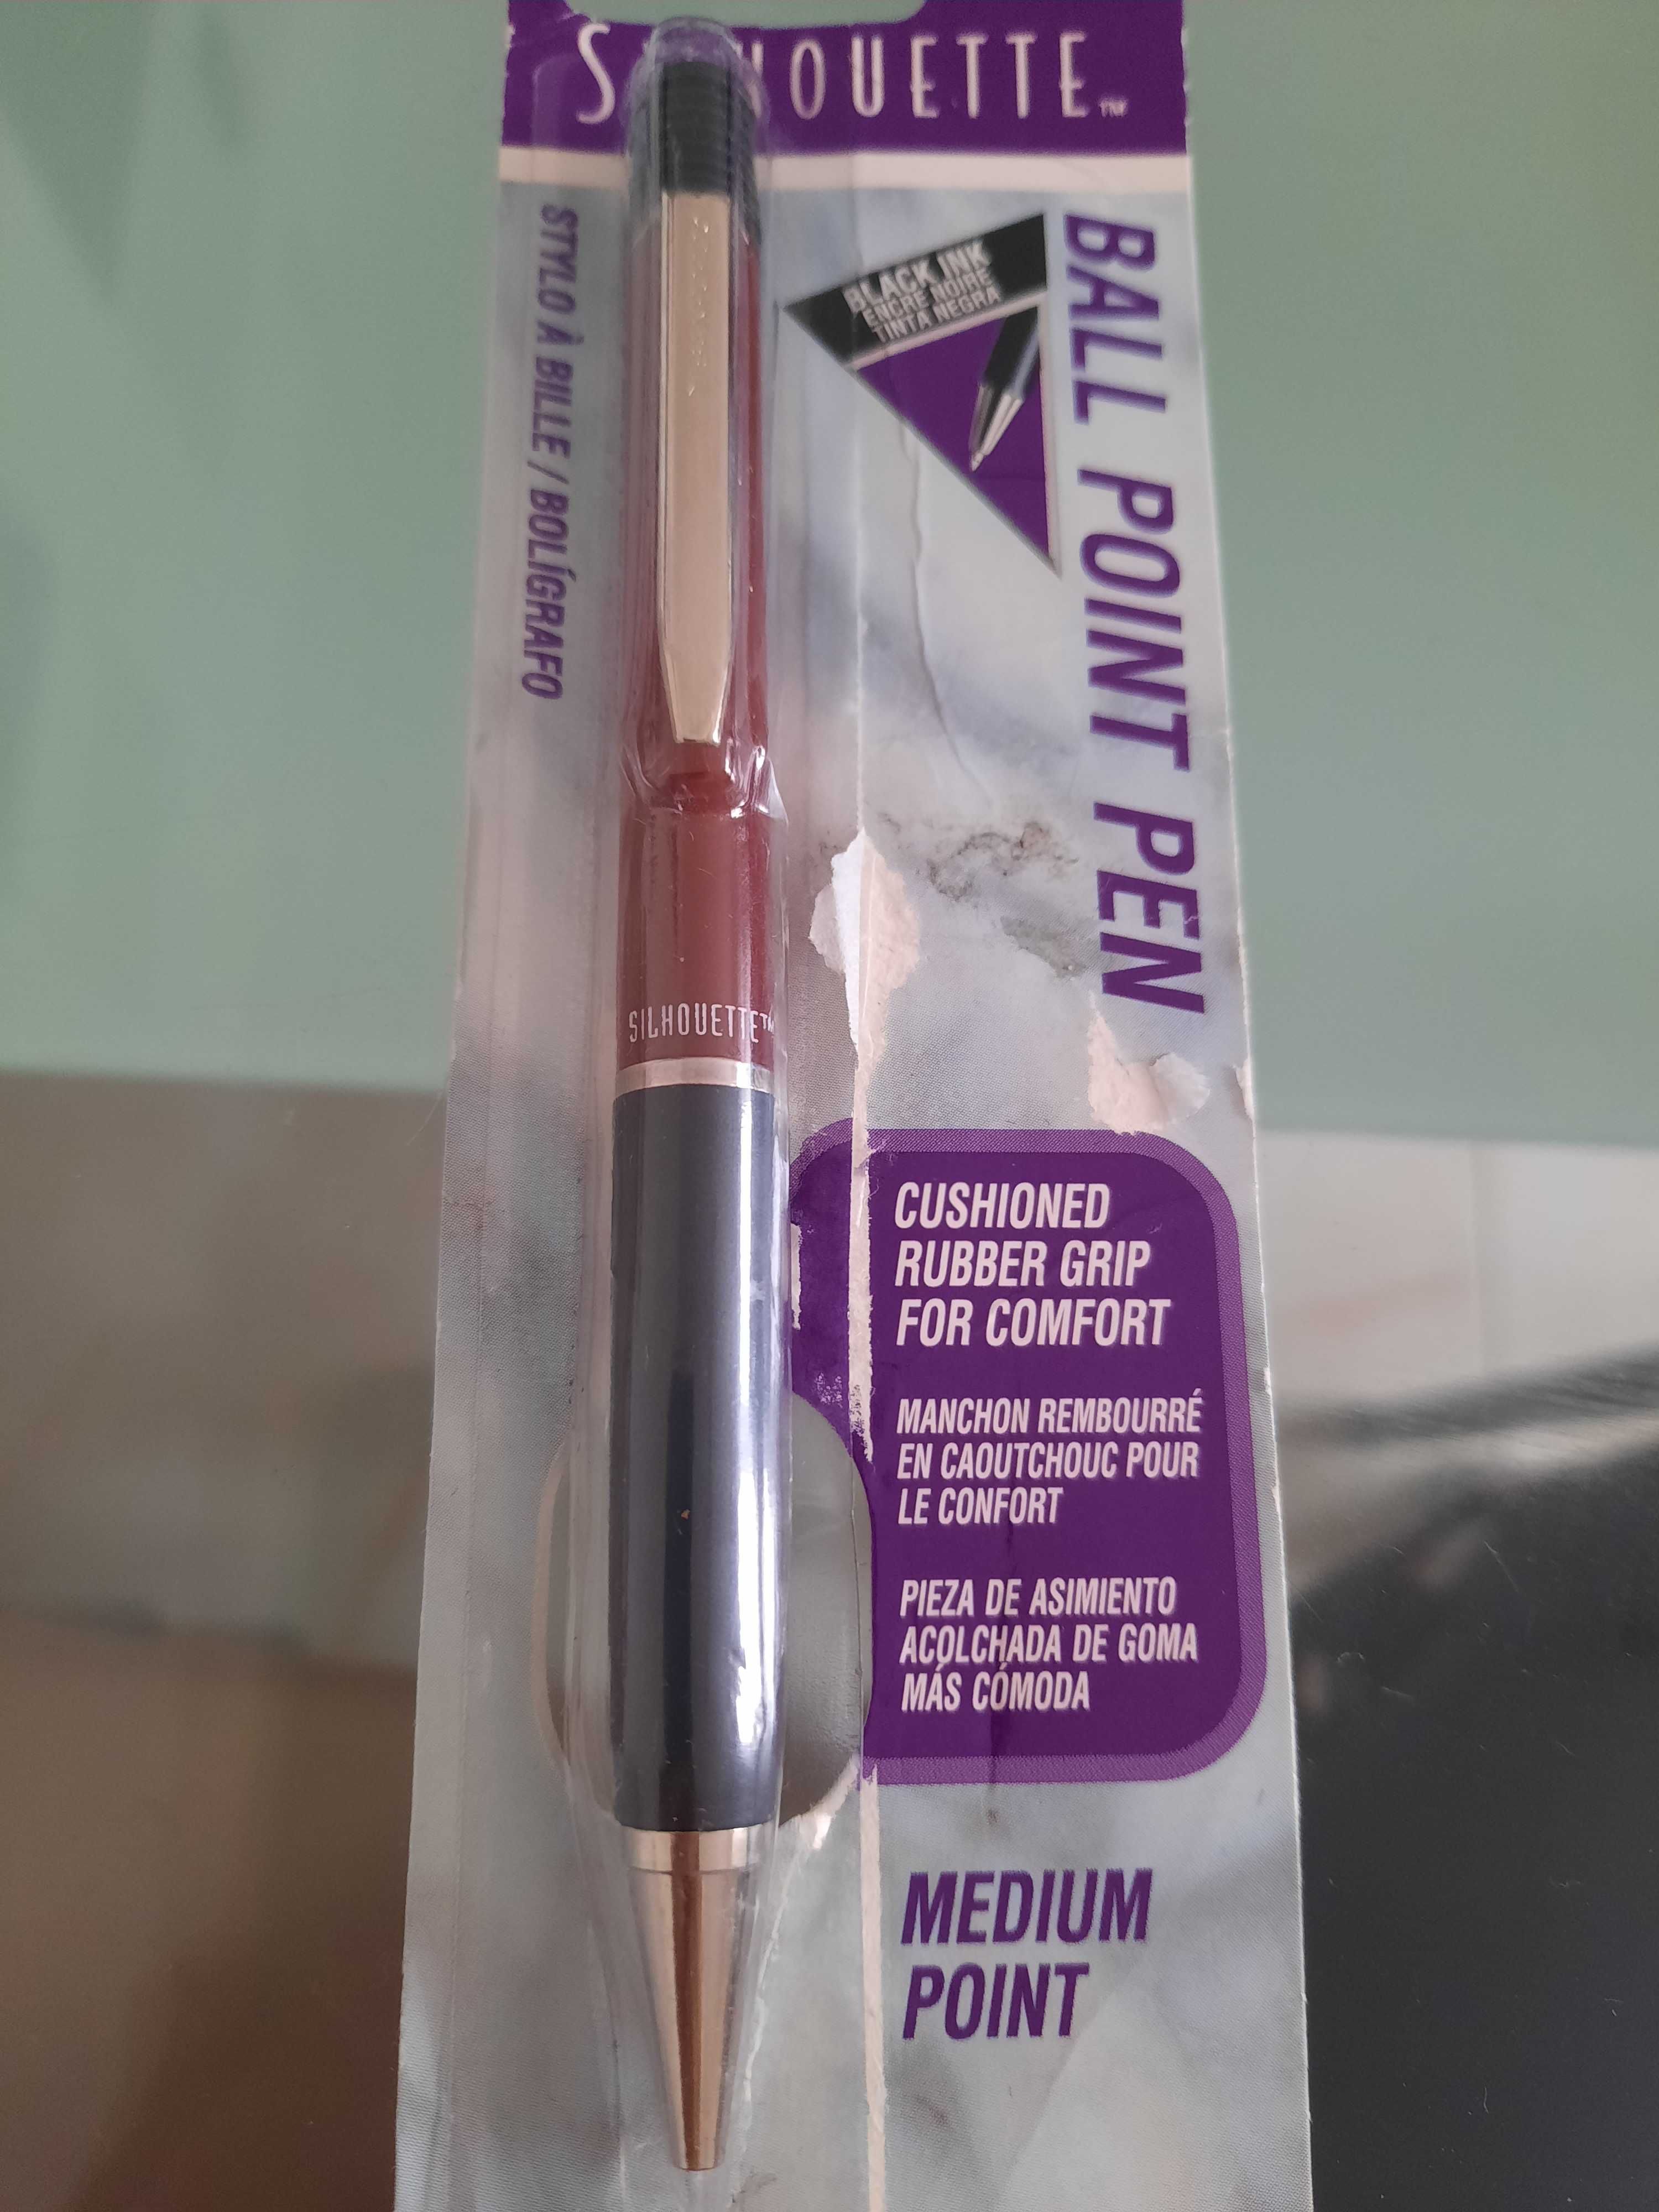 SILHOUETTE™
STYLO À BILLE / BOLÍGRAFO
BLACK INK
ENCRE NOIRE
TINTA NEGRA
BALL POINT PEN
SILHOUETTE™
CUSHIONED
RUBBER GRIP
FOR COMFORT
MANCHON REMBOURRÉ
EN CAOUTCHOUC POUR
LE CONFORT
PIEZA DE ASIMIENTO
ACOLCHADA DE GOMA
MÁS CÓMODA
MEDIUM
POINT